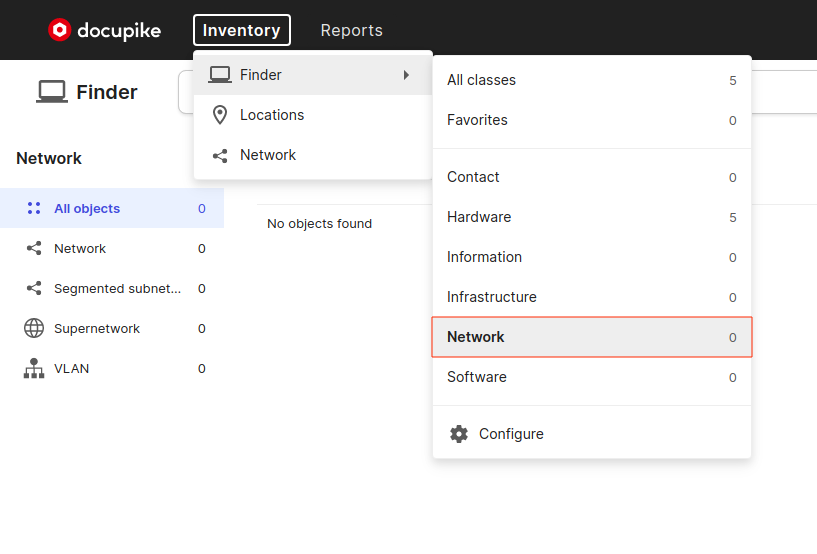 docupike
Inventory
Reports
Finder
Locations
Network
All classes 5
Favorites 0
Contact 0
Hardware 5
Information 0
Infrastructure 0
Network 0
Software 0
Configure
Finder
Network
All objects 0
Network 0
Segmented subnet... 0
Supernetwork 0
VLAN 0
No objects found